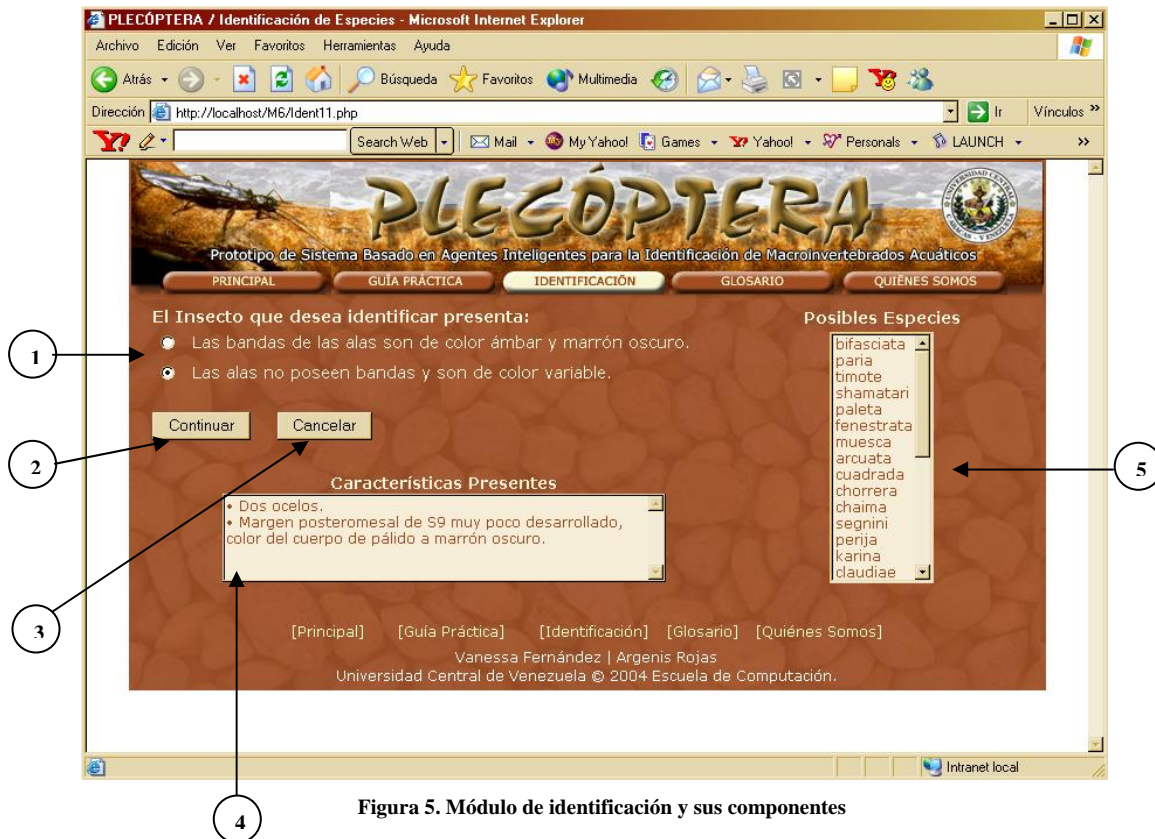 PLECÓPTERA / Identificación de Especies - Microsoft Internet Explorer
Archivo Edición Ver Favoritos Herramientas Ayuda
Atrás Búsqueda Favoritos Multimedia
Dirección http://localhost/M6/Ident11.php Ir Vínculos »
Y! Search Web Mail My Yahoo! Games Yahoo! Personals LAUNCH »
PLECÓPTERA
Prototipo de Sistema Basado en Agentes Inteligentes para la Identificación de Macroinvertebrados Acuáticos
PRINCIPAL GUÍA PRÁCTICA IDENTIFICACIÓN GLOSARIO QUIÉNES SOMOS
El Insecto que desea identificar presenta:
Las bandas de las alas son de color ámbar y marrón oscuro.
Las alas no poseen bandas y son de color variable.
Continuar Cancelar
Características Presentes
• Dos ocelos.
• Margen posteromesal de S9 muy poco desarrollado,
color del cuerpo de pálido a marrón oscuro.
Posibles Especies
bifasciata
paria
timote
shamatari
paleta
fenestrata
muesca
arcuata
cuadrada
chorrera
chaima
segnini
perija
karina
claudiae
1
2
3
4
5
[Principal] [Guía Práctica] [Identificación] [Glosario] [Quiénes Somos]
Vanessa Fernández | Argenis Rojas
Universidad Central de Venezuela © 2004 Escuela de Computación.
Intranet local
Figura 5. Módulo de identificación y sus componentes